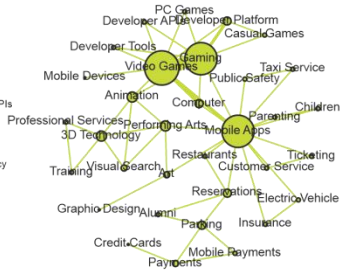 PC Games
Developer APIs
Developer Platform
Casual Games
Developer Tools
Gaming
Video Games
Taxi Service
Mobile Devices
Public Safety
Animation
Computer
Children
PIs
Professional Services
Parenting
Performing Arts
Mobile Apps
3D Technology
Restaurants
Ticketing
Visual Search
Customer Service
Training
Art
Reservations
Electric Vehicle
Graphic Design
Alumni
Parking
Insurance
Credit Cards
Mobile Payments
Payments